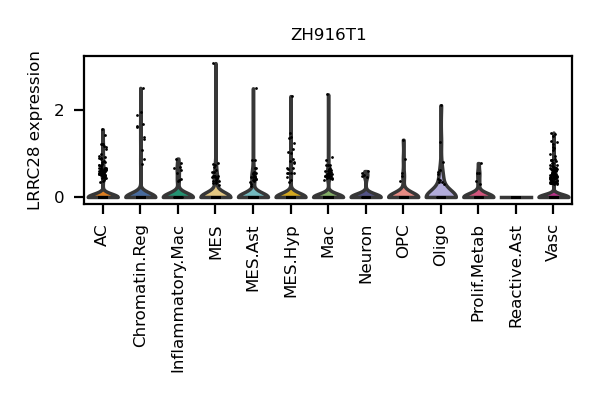 ZH916T1
LRRC28 expression
2
0
AC
Chromatin.Reg
Inflammatory.Mac
MES
MES.Ast
MES.Hyp
Mac
Neuron
OPC
Oligo
Prolif.Metab
Reactive.Ast
Vasc